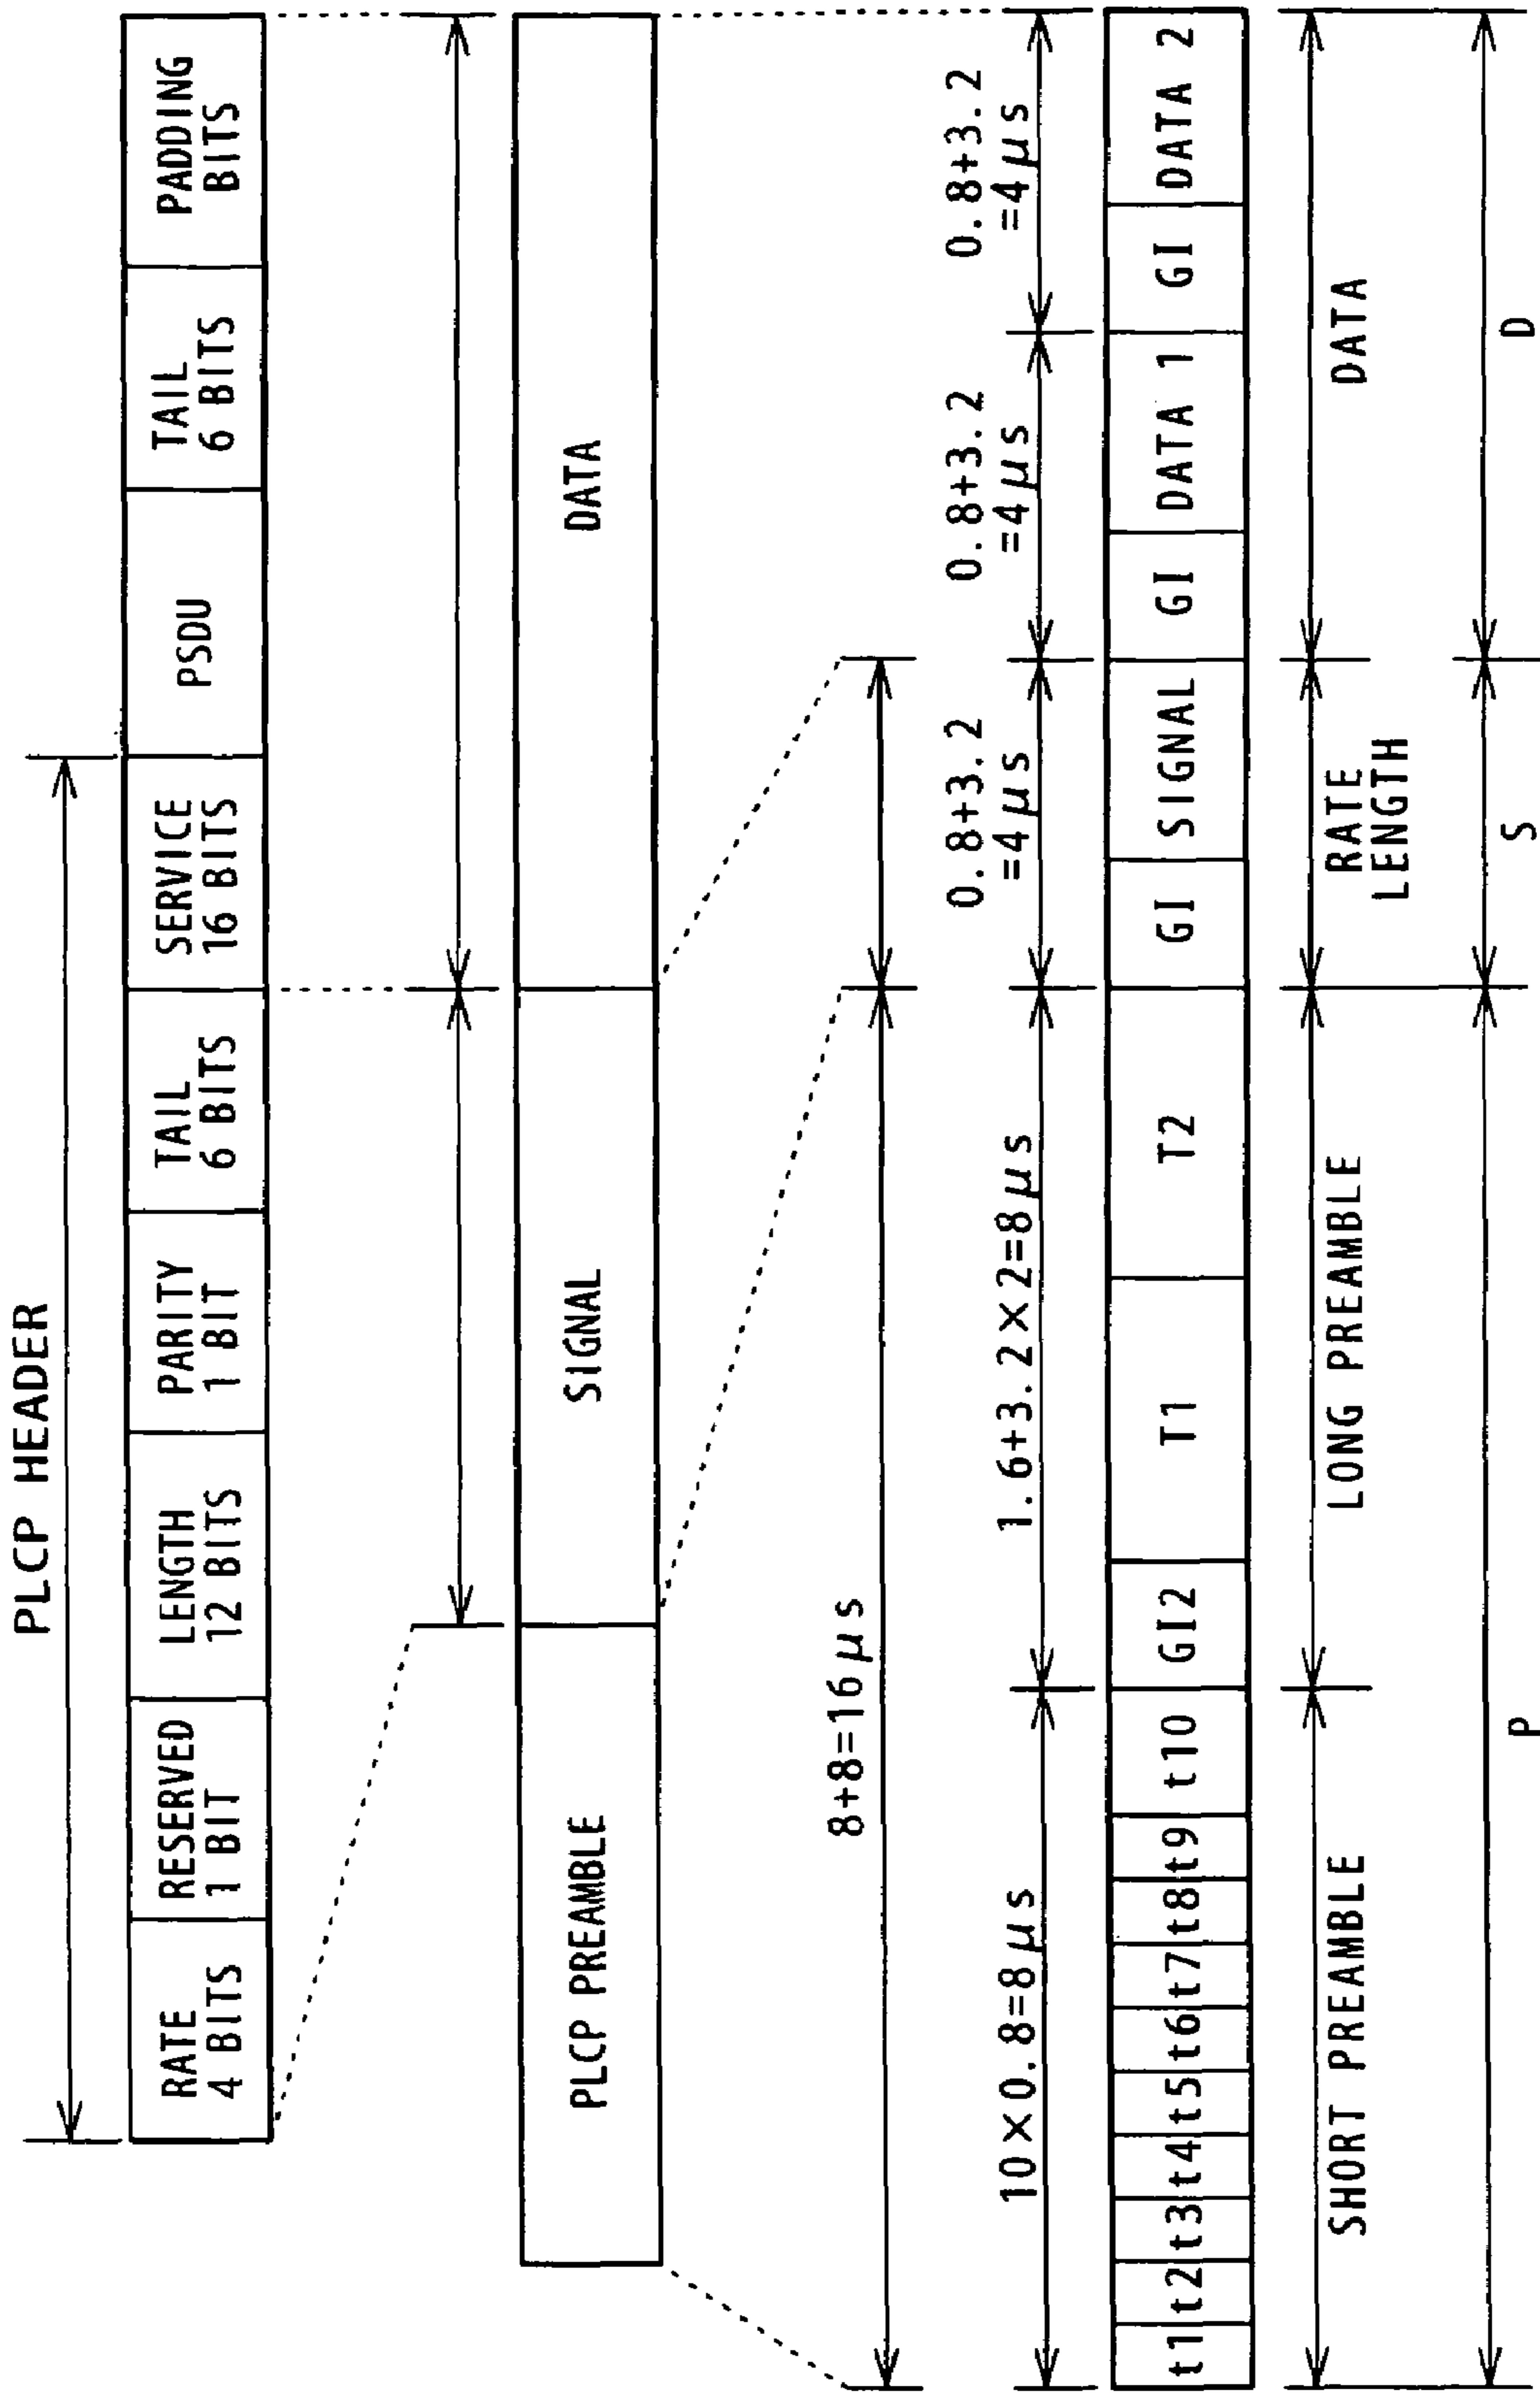 PLCP HEADER
RATE
4 BITS
RESERVED
1 BIT
LENGTH
12 BITS
PARITY
1 BIT
TAIL
6 BITS
SERVICE
16 BITS
PSDU
TAIL
6 BITS
PADDING
BITS
PLCP PREAMBLE
SIGNAL
DATA
8+8=16μs
10×0.8=8μs
1.6+3.2×2=8μs
0.8+3.2
=4μs
0.8+3.2
=4μs
0.8+3.2
=4μs
t1 t2 t3 t4 t5 t6 t7 t8 t9 t10 GI2 T1 T2 GI SIGNAL GI DATA 1 GI DATA 2
SHORT PREAMBLE
LONG PREAMBLE
RATE
LENGTH
DATA
P
S
D